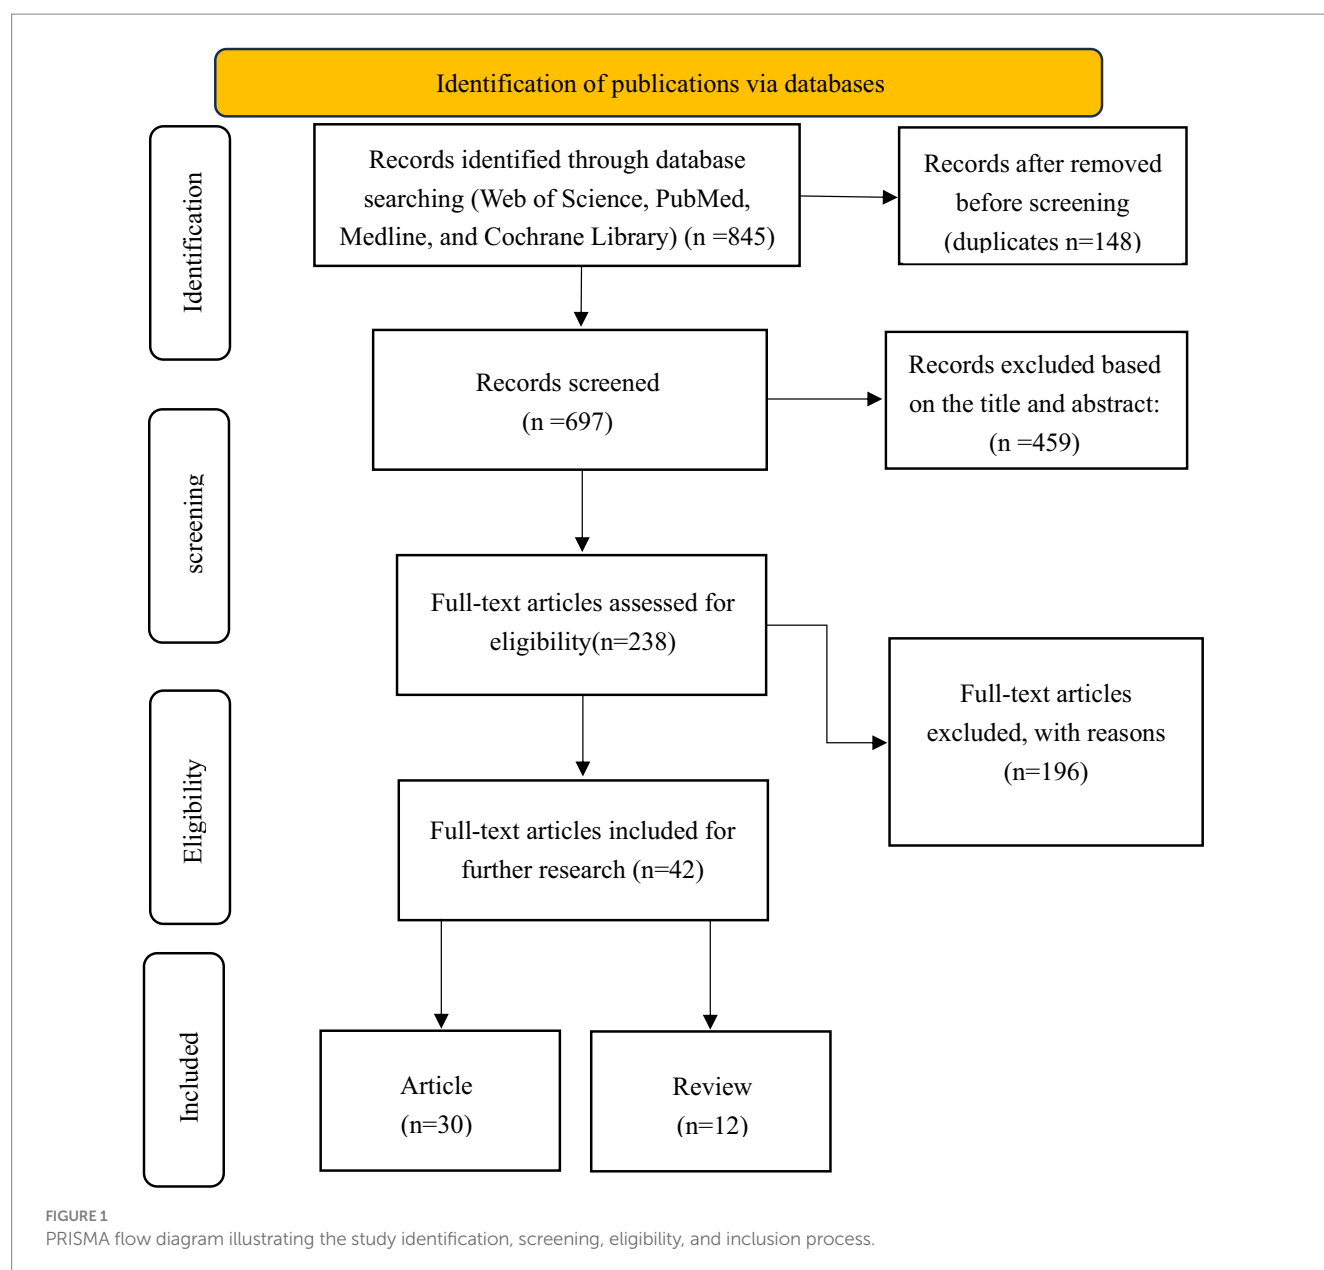 Identification of publications via databases
Identification
Records identified through database
searching (Web of Science, PubMed,
Medline, and Cochrane Library) (n =845)
Records after removed
before screening
(duplicates n=148)
Records screened
(n =697)
Records excluded based
on the title and abstract:
(n =459)
screening
Full-text articles assessed for
eligibility(n=238)
Full-text articles
excluded, with reasons
(n=196)
Eligibility
Full-text articles included for
further research (n=42)
Included
Article
(n=30)
Review
(n=12)
FIGURE 1
PRISMA flow diagram illustrating the study identification, screening, eligibility, and inclusion process.